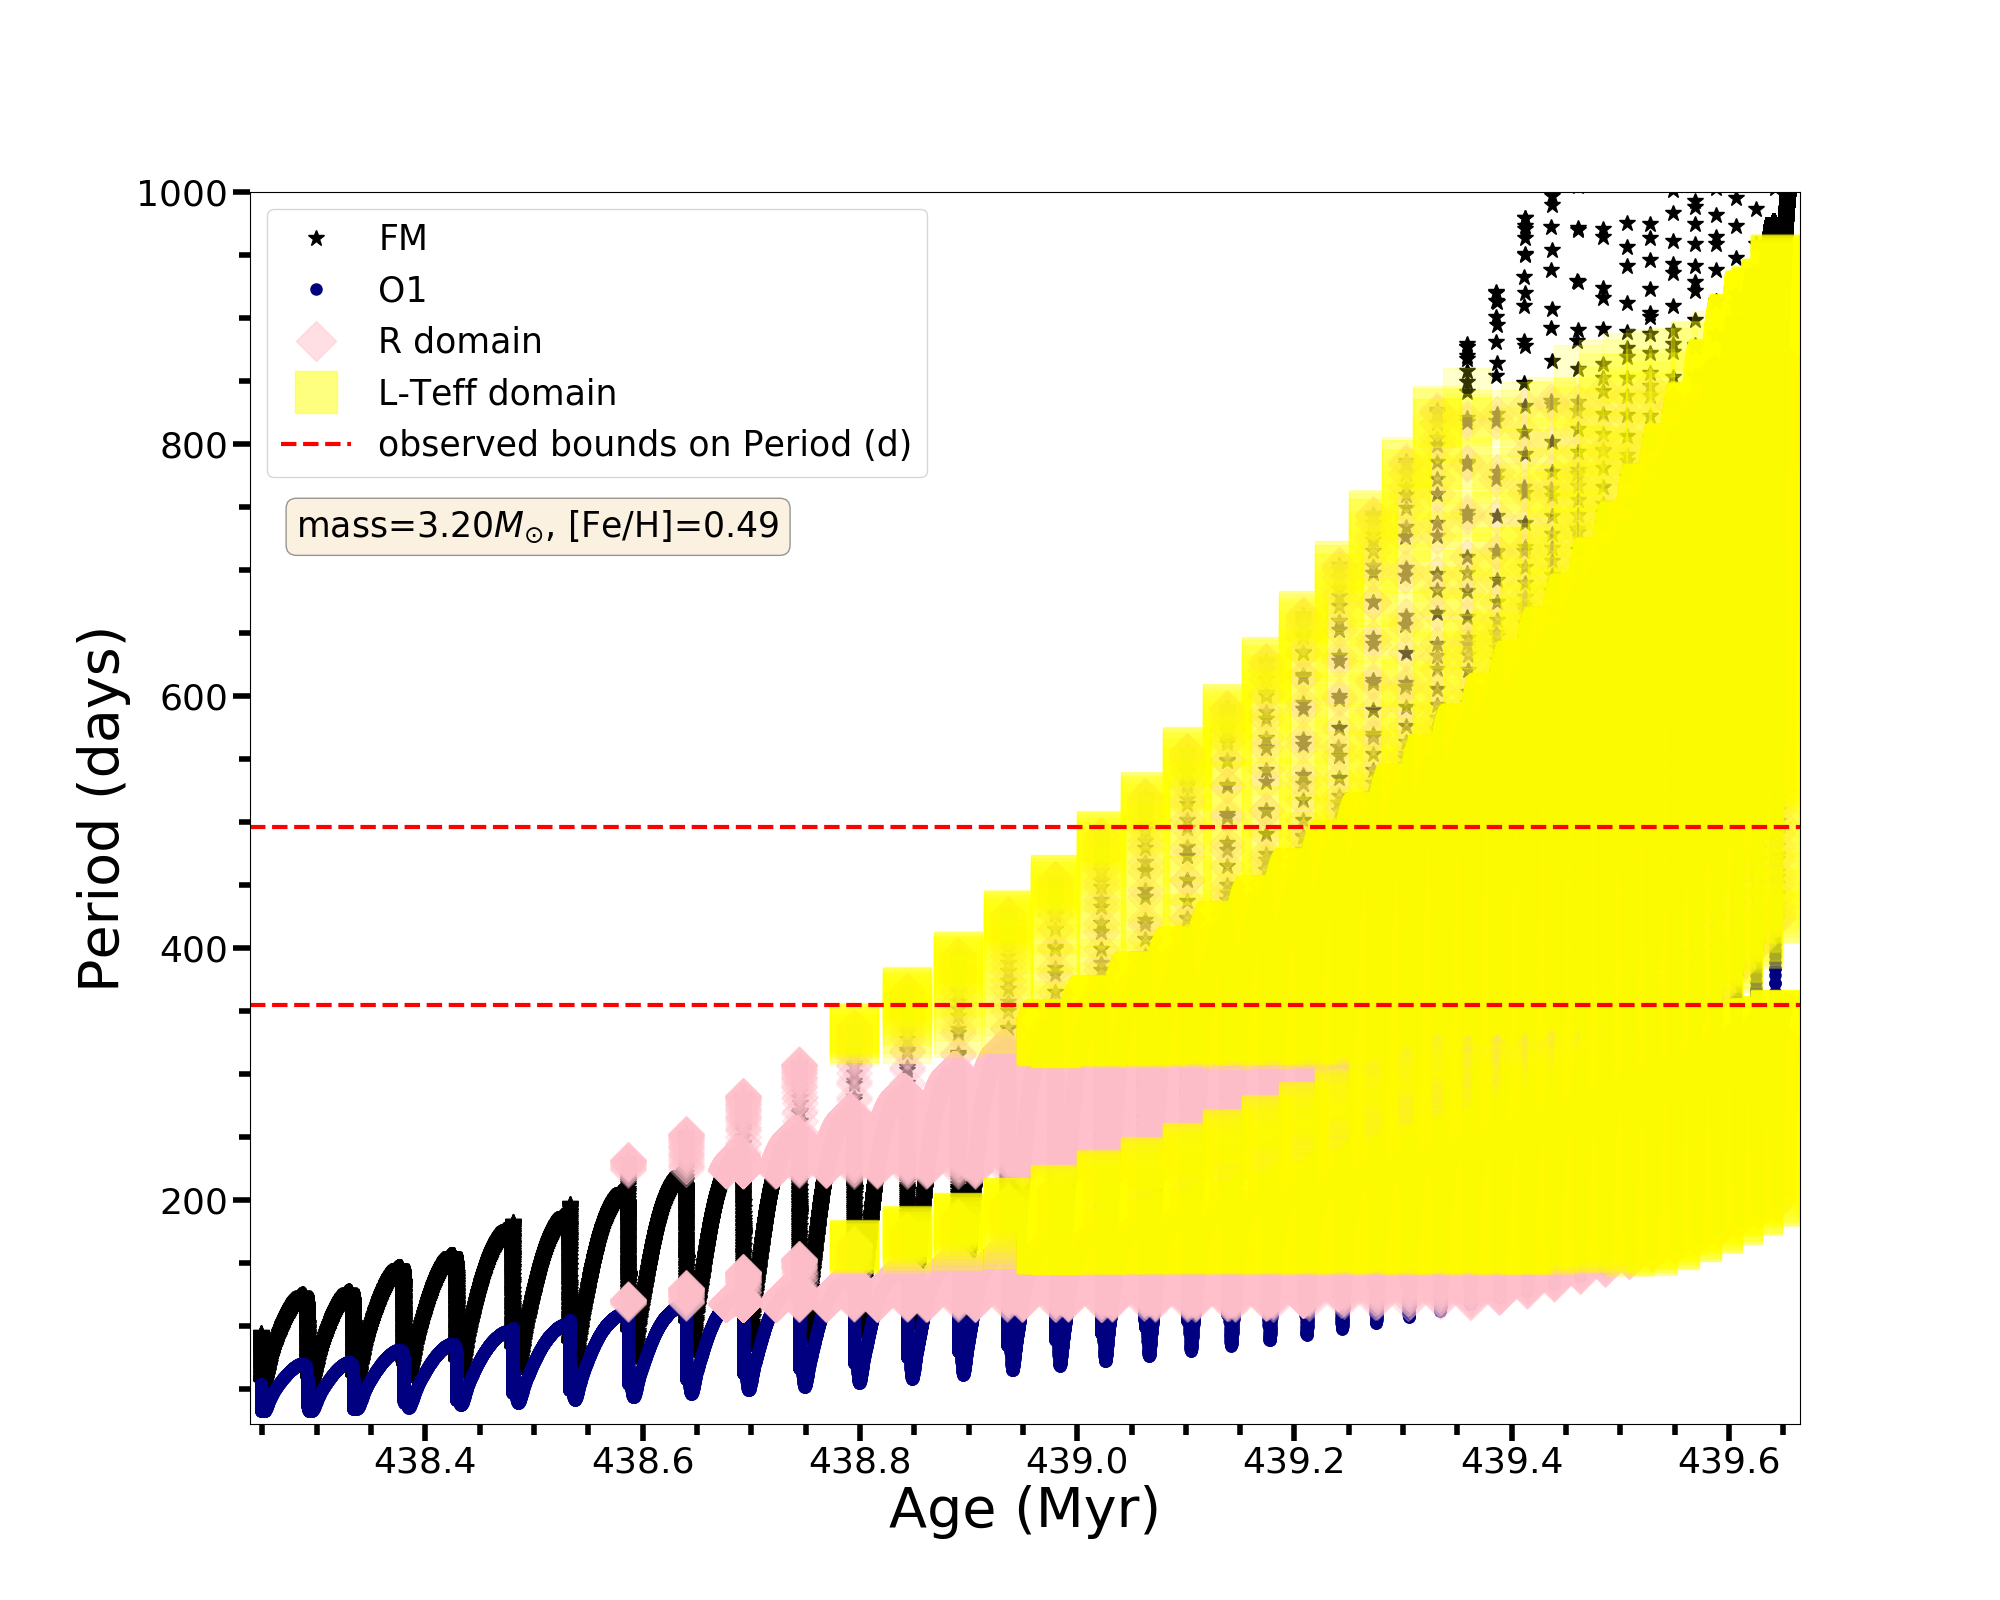 1000
800
600
400
200
Period (days)
FM
O1
R domain
L-Teff domain
observed bounds on Period (d)
mass=3.20M⊙, [Fe/H]=0.49
438.4 438.6 438.8 439.0 439.2 439.4 439.6
Age (Myr)